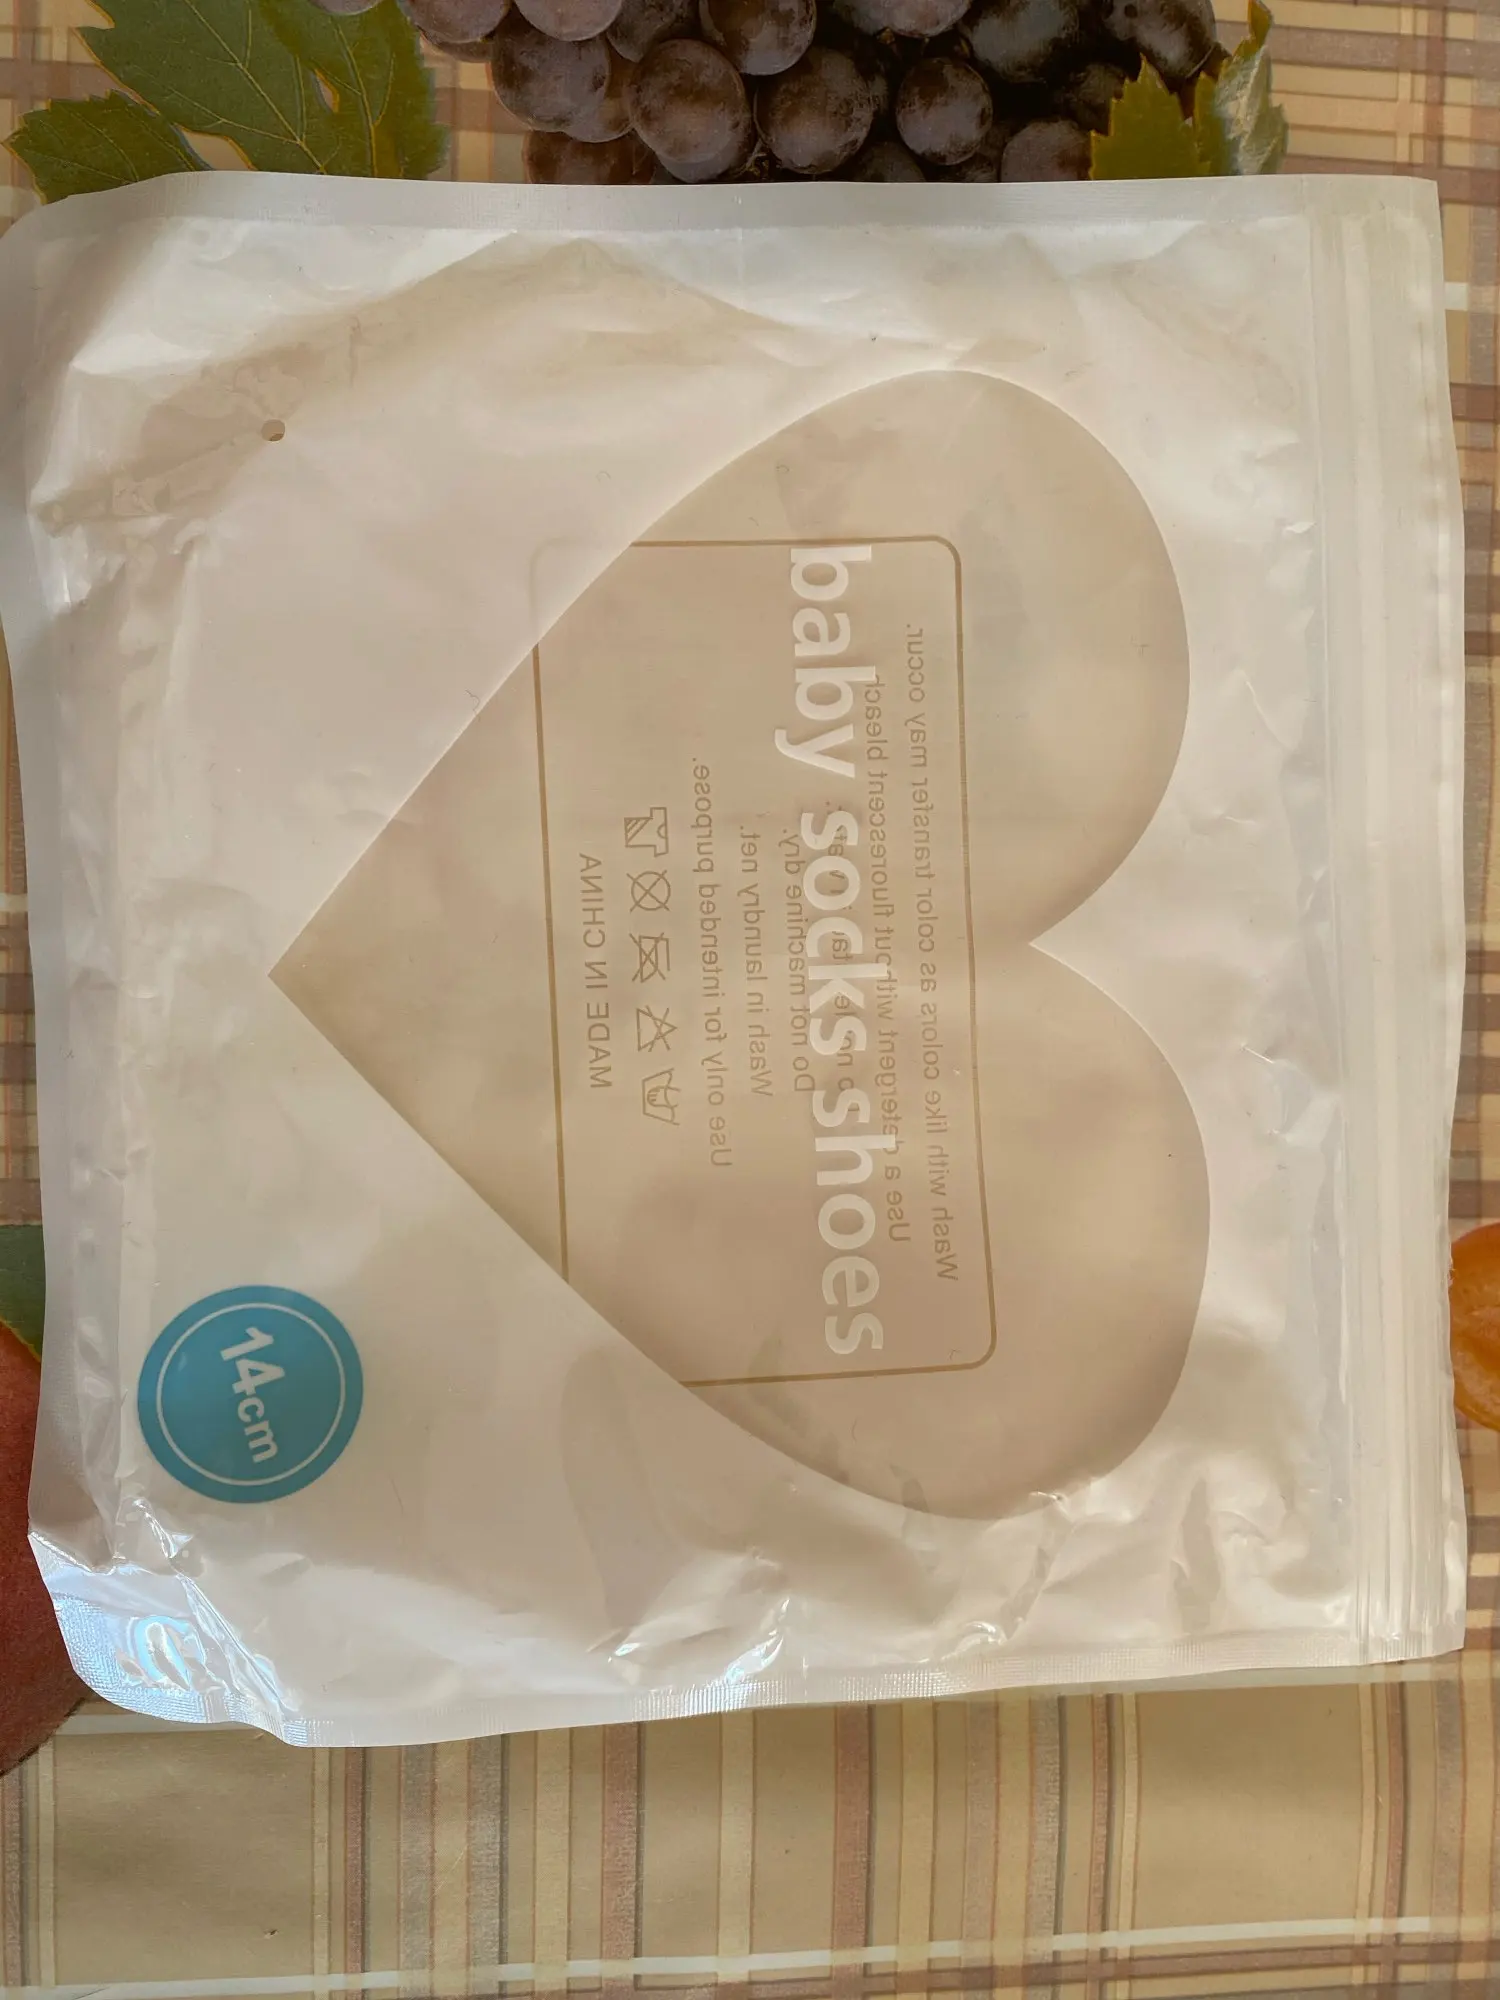 baby socks shoes
Wash with like colors as color transfer may occur.
Use a detergent without fluorescent bleach
Do not machine dry.
Wash in laundry net.
Use only for intended purpose.
MADE IN CHINA
14cm